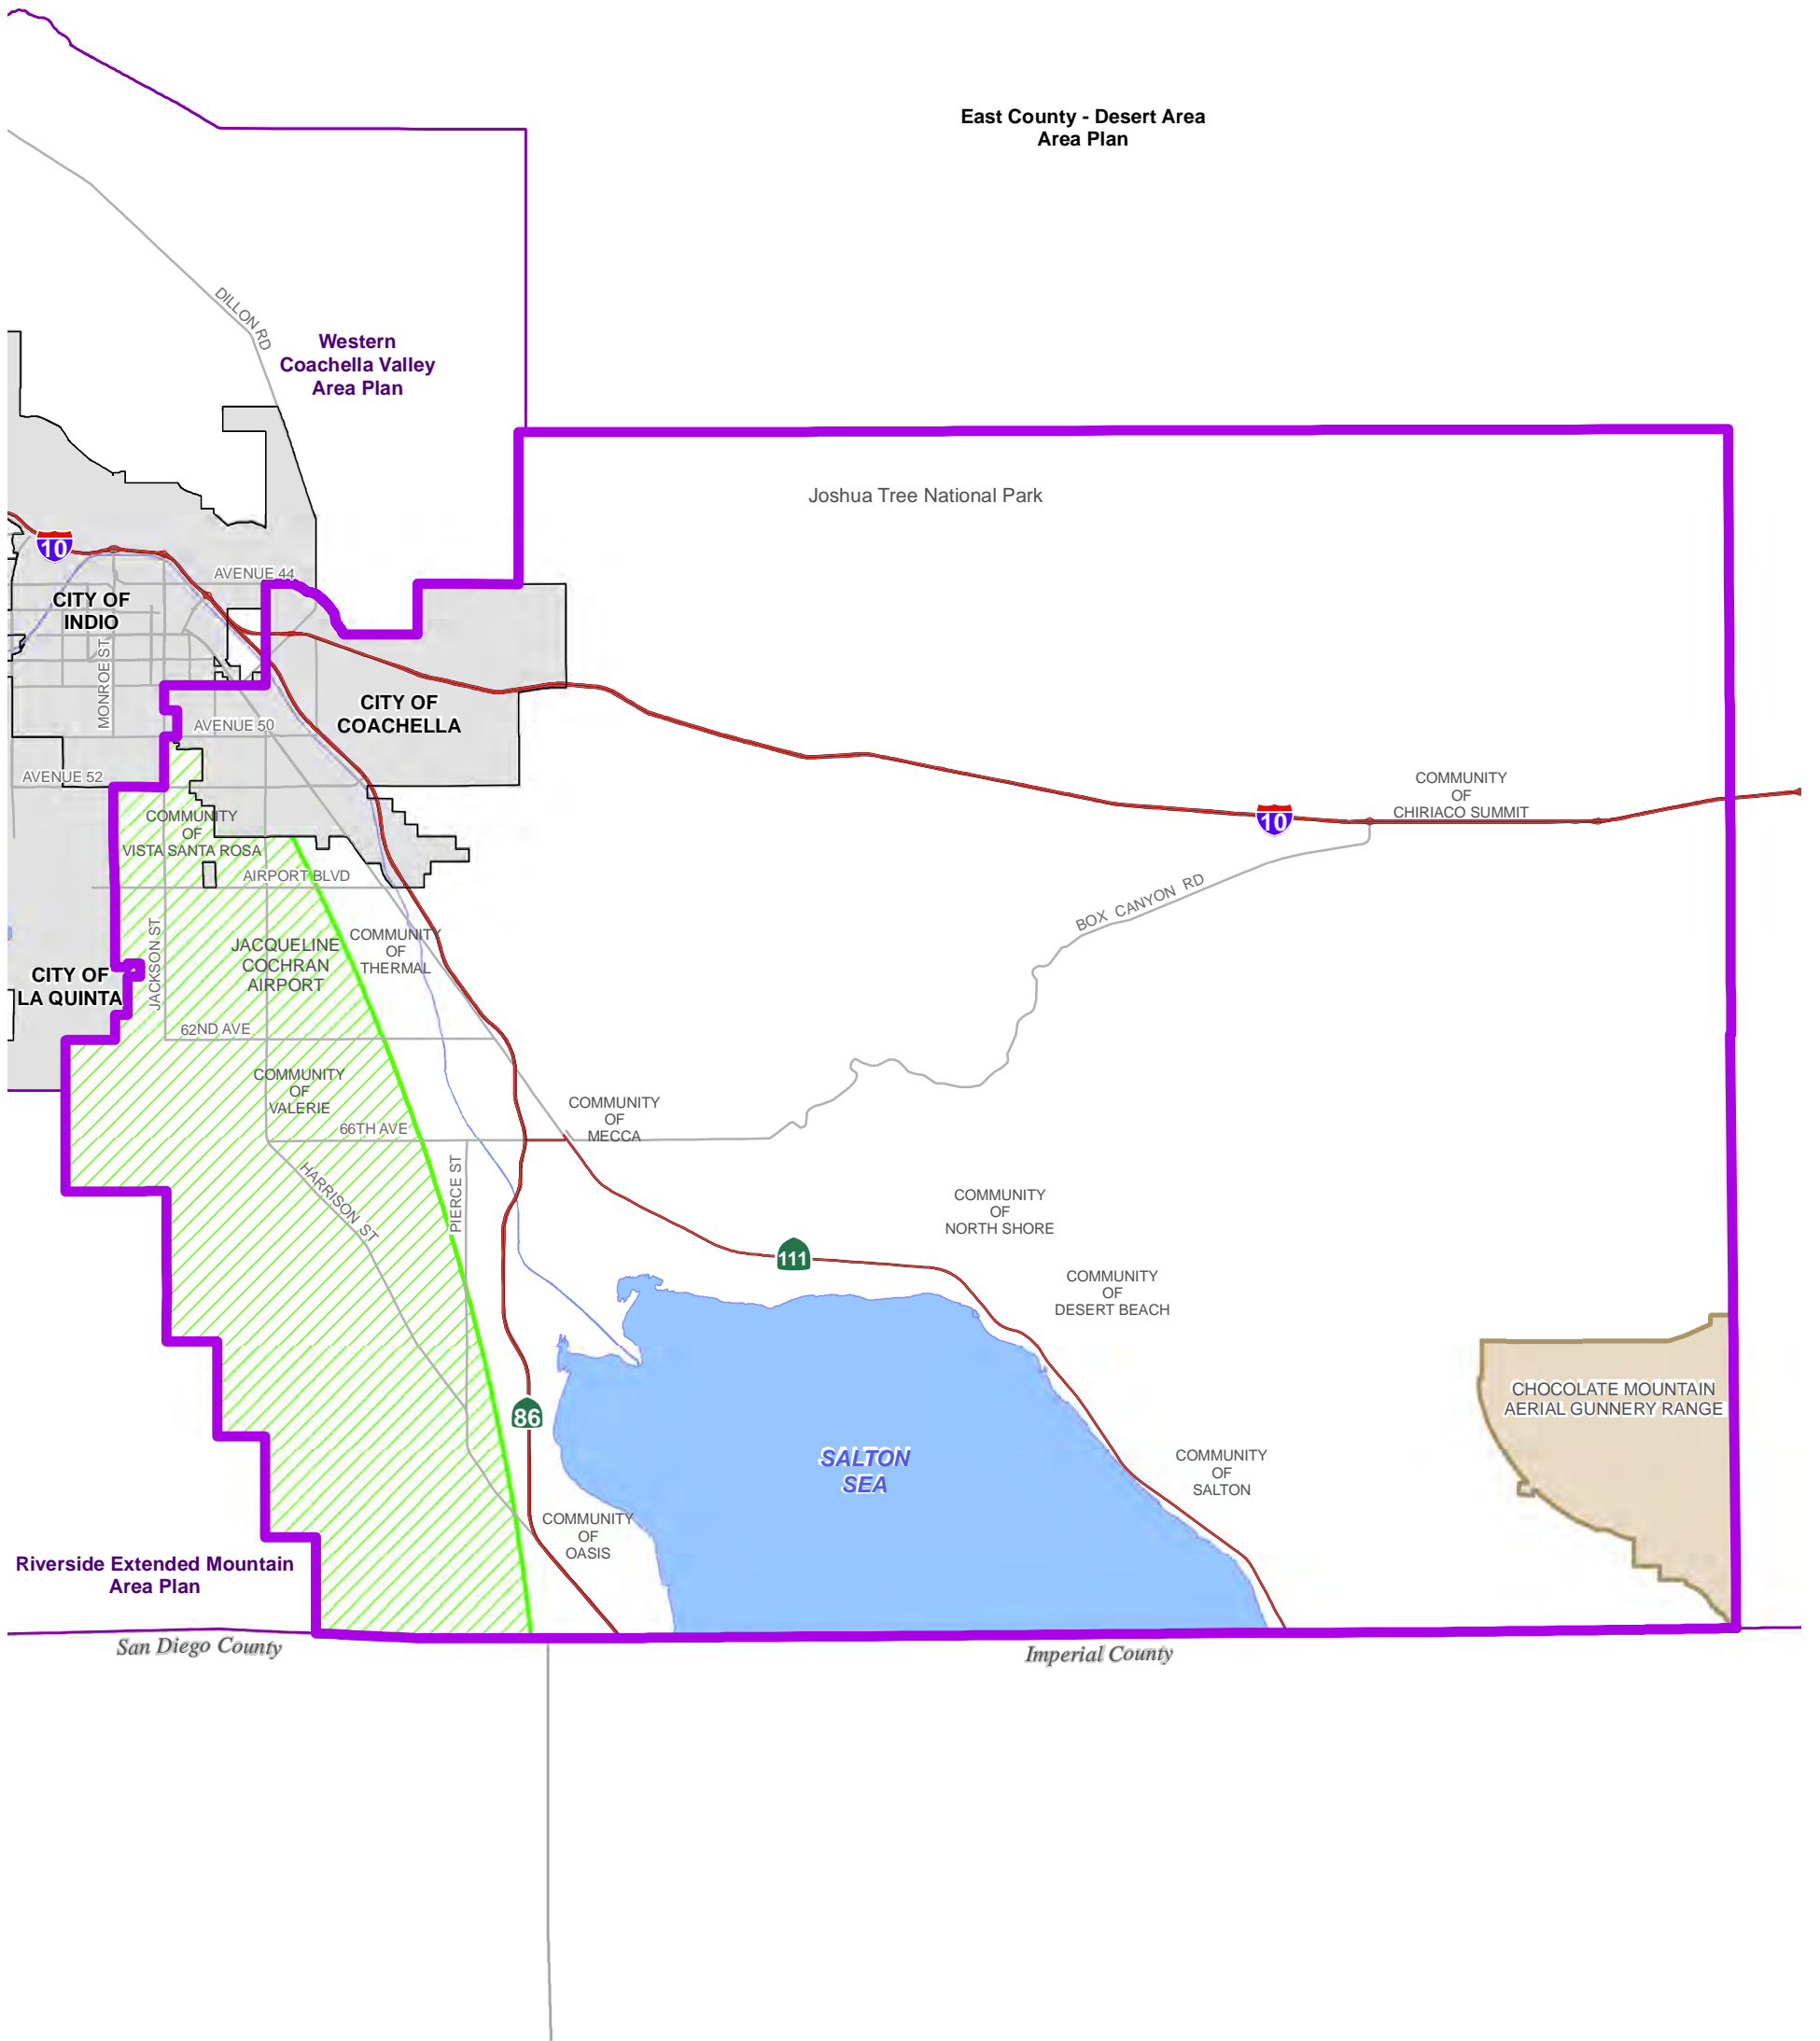 East County - Desert Area
Area Plan
DILLON RD
Western
Coachella Valley
Area Plan
Joshua Tree National Park
10
AVENUE 44
CITY OF
INDIO
MONROE ST
CITY OF
COACHELLA
AVENUE 50
AVENUE 52
COMMUNITY
OF
CHIRIACO SUMMIT
10
COMMUNITY
OF
VISTA SANTA ROSA
AIRPORT BLVD
BOX CANYON RD
JACKSON ST
JACQUELINE
COCHRAN
AIRPORT
COMMUNITY
OF
THERMAL
CITY OF
LA QUINTA
62ND AVE
COMMUNITY
OF
VALERIE
COMMUNITY
OF
MECCA
66TH AVE
HARRISON ST
PIERCE ST
COMMUNITY
OF
NORTH SHORE
111
COMMUNITY
OF
DESERT BEACH
CHOCOLATE MOUNTAIN
AERIAL GUNNERY RANGE
86
SALTON
SEA
COMMUNITY
OF
SALTON
COMMUNITY
OF
OASIS
Riverside Extended Mountain
Area Plan
San Diego County
Imperial County